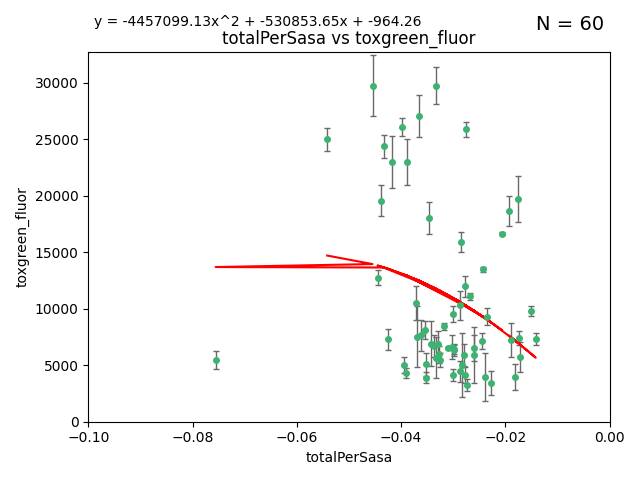 y = -4457099.13x^2 + -530853.65x + -964.26
N = 60
totalPerSasa vs toxgreen_fluor
30000
25000
20000
15000
10000
5000
0
toxgreen_fluor
−0.10
−0.08
−0.06
−0.04
−0.02
0.00
totalPerSasa